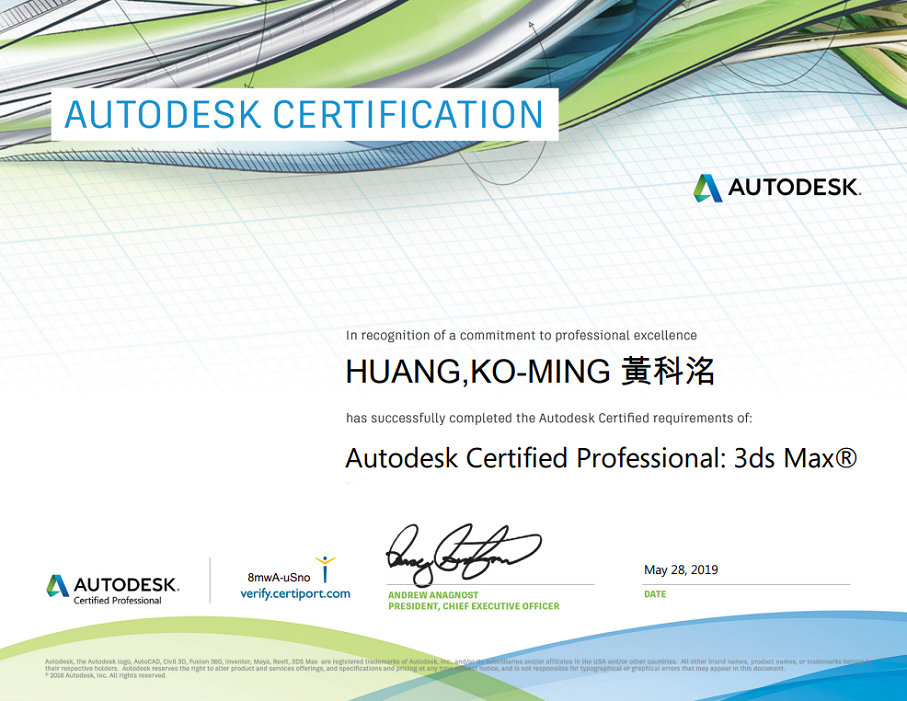 AUTODESK CERTIFICATION
AUTODESK.
In recognition of a commitment to professional excellence
HUANG,KO-MING 黃科洺
has successfully completed the Autodesk Certified requirements of:
Autodesk Certified Professional: 3ds Max®
AUTODESK.
Certified Professional
8mwA-uSno
verify.certiport.com
ANDREW ANAGNOST
PRESIDENT, CHIEF EXECUTIVE OFFICER
May 28, 2019
DATE
Autodesk, the Autodesk logo, AutoCAD, Civil 3D, Fusion 360, Inventor, Maya, Revit, 3DS Max are registered trademarks of Autodesk, Inc., and/or its subsidiaries and/or affiliates in the USA and/or other countries. All other brand names, product names, or trademarks belong to
their respective holders. Autodesk reserves the right to alter product and services offerings, and specifications and pricing at any time without notice, and is not responsible for typographical or graphical errors that may appear in this document.
© 2018 Autodesk, Inc. All rights reserved.